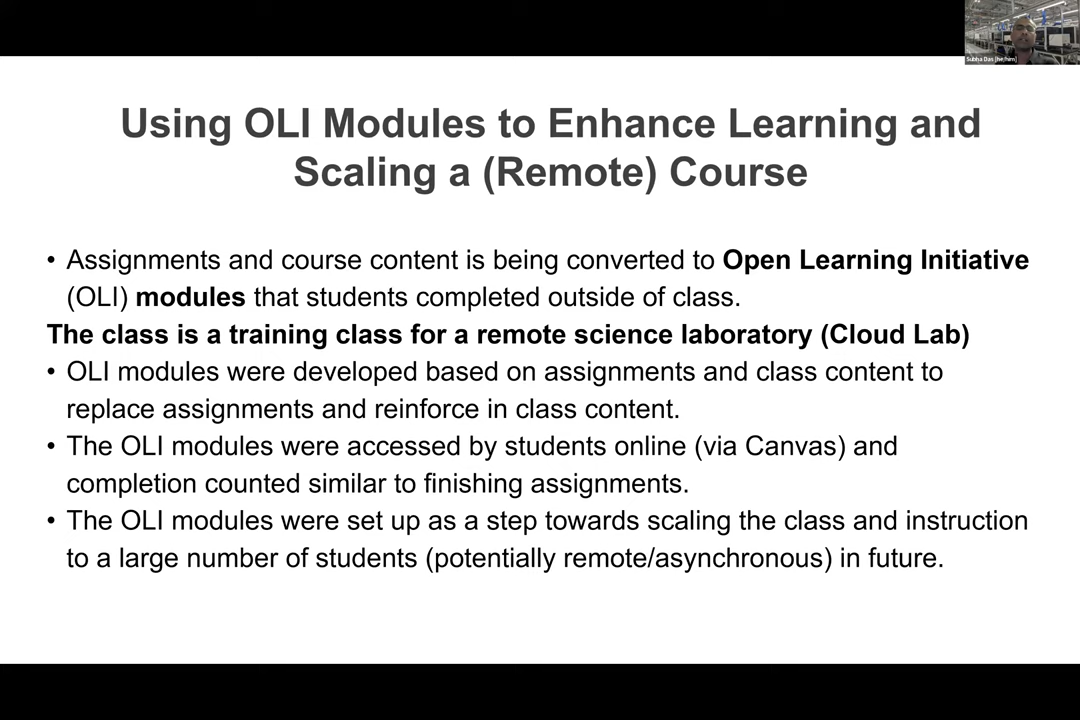 Subha Das [he/him]
Using OLI Modules to Enhance Learning and
Scaling a (Remote) Course
• Assignments and course content is being converted to Open Learning Initiative
(OLI) modules that students completed outside of class.
The class is a training class for a remote science laboratory (Cloud Lab)
• OLI modules were developed based on assignments and class content to
replace assignments and reinforce in class content.
• The OLI modules were accessed by students online (via Canvas) and
completion counted similar to finishing assignments.
• The OLI modules were set up as a step towards scaling the class and instruction
to a large number of students (potentially remote/asynchronous) in future.